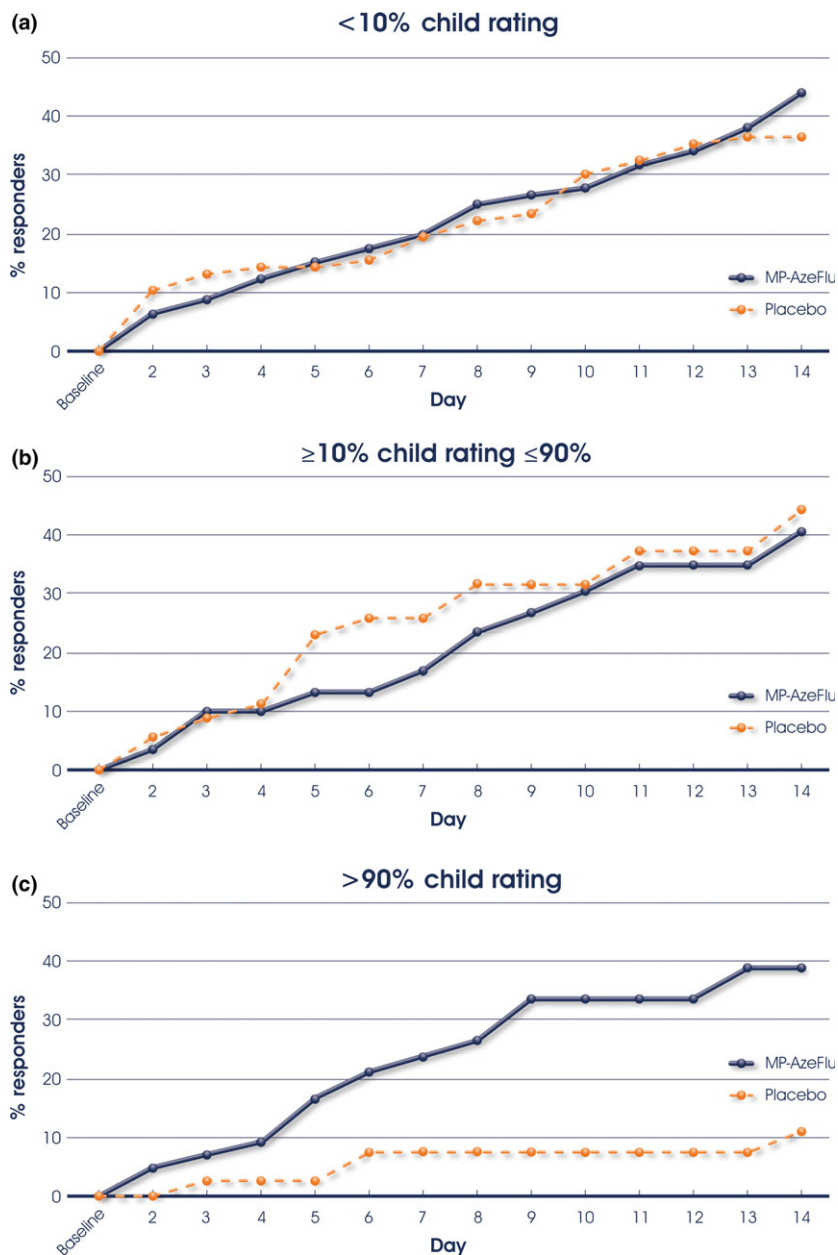 (a)
<10% child rating
50
40
30
20
10
0
% responders
MP-AzeFlu
Placebo
Baseline 2 3 4 5 6 7 8 9 10 11 12 13 14
Day
(b)
≥10% child rating ≤90%
50
40
30
20
10
0
% responders
MP-AzeFlu
Placebo
Baseline 2 3 4 5 6 7 8 9 10 11 12 13 14
Day
(c)
>90% child rating
50
40
30
20
10
0
% responders
MP-AzeFlu
Placebo
Baseline 2 3 4 5 6 7 8 9 10 11 12 13 14
Day